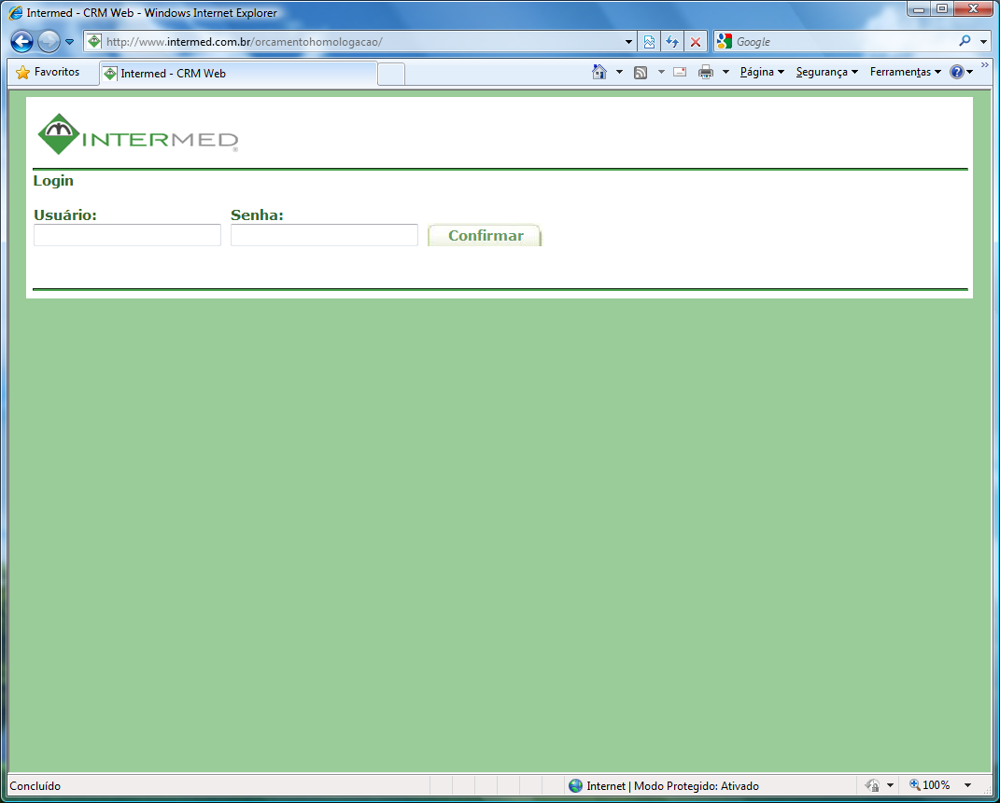 Intermed - CRM Web - Windows Internet Explorer
http://www.intermed.com.br/orcamentohomologacao/
Google
Favoritos
Intermed - CRM Web
Página
Segurança
Ferramentas
INTERMED®
Login
Usuário:
Senha:
Confirmar
Concluído
Internet | Modo Protegido: Ativado
100%